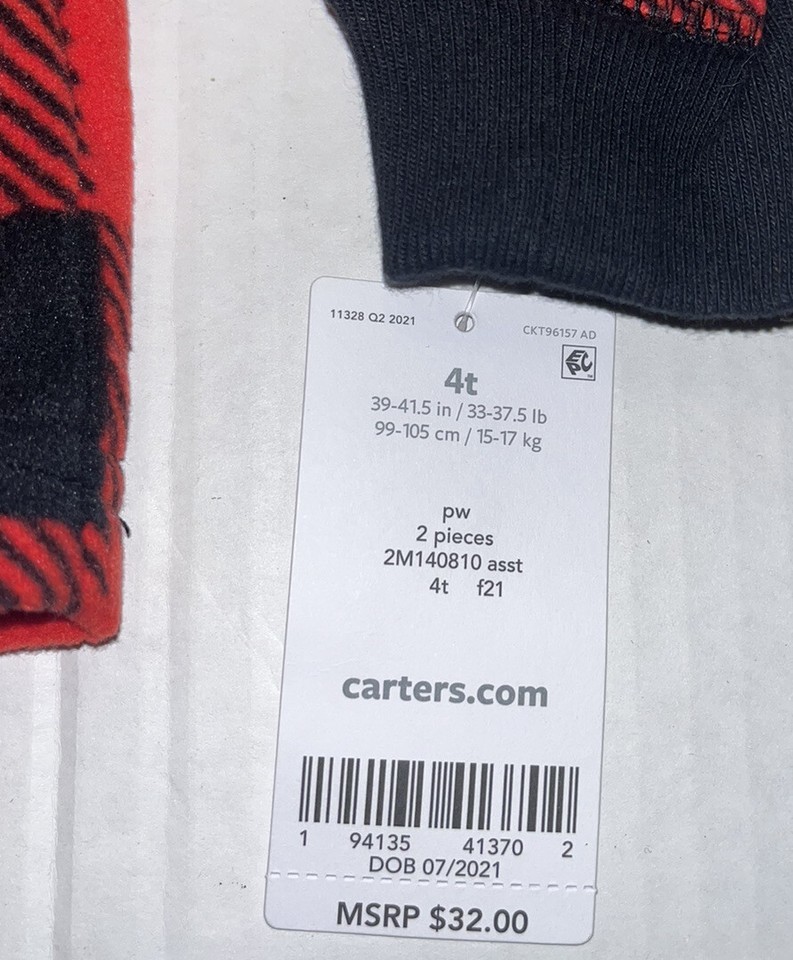 11328 Q2 2021
CKT96157 AD
EPC
4t
39-41.5 in / 33-37.5 lb
99-105 cm / 15-17 kg
pw
2 pieces
2M140810 asst
4t f21
carters.com
1 94135 41370 2
DOB 07/2021
MSRP $32.00